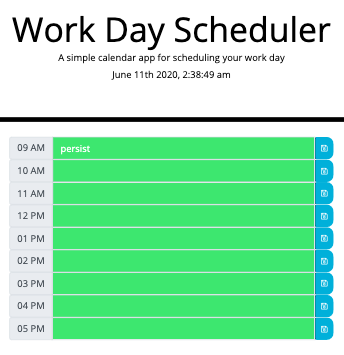 Work Day Scheduler
A simple calendar app for scheduling your work day
June 11th 2020, 2:38:49 am
09 AM persist
10 AM
11 AM
12 PM
01 PM
02 PM
03 PM
04 PM
05 PM